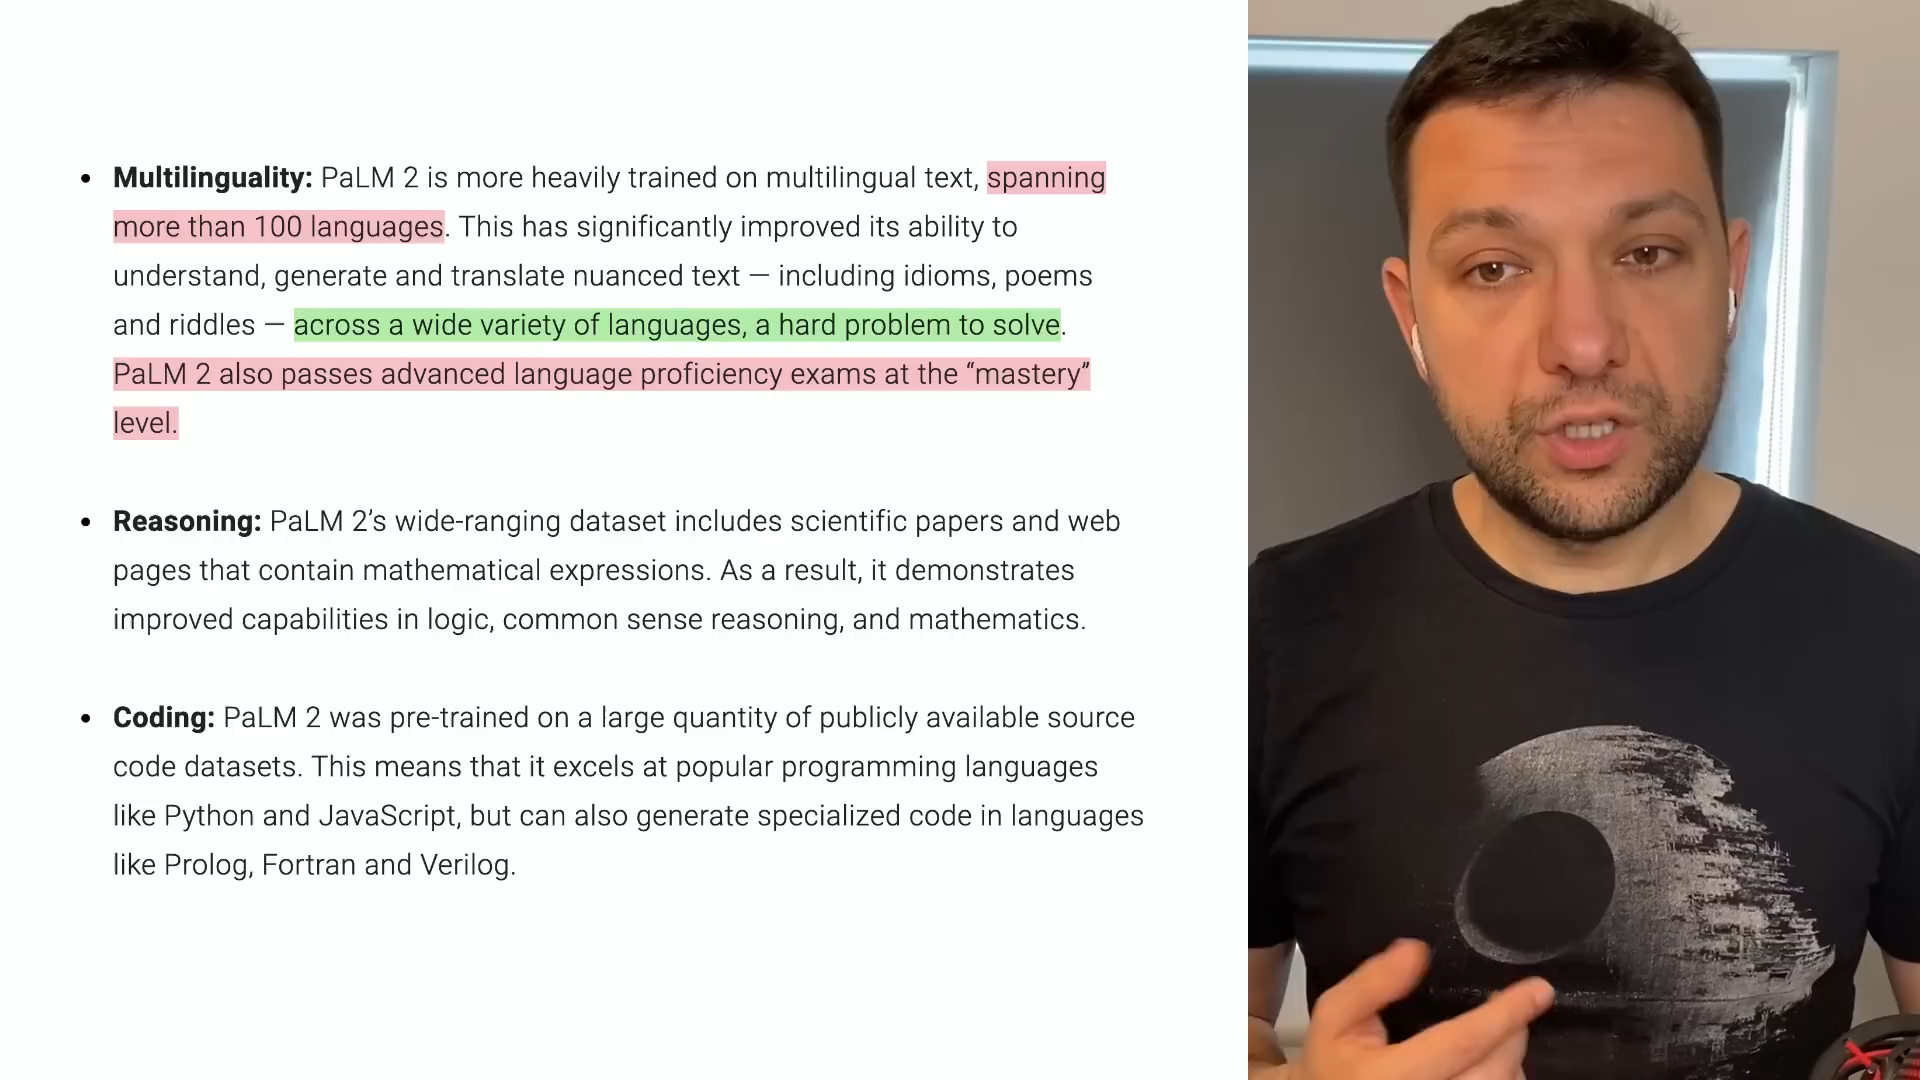 • Multilinguality: PaLM 2 is more heavily trained on multilingual text, spanning
more than 100 languages. This has significantly improved its ability to
understand, generate and translate nuanced text — including idioms, poems
and riddles — across a wide variety of languages, a hard problem to solve.
PaLM 2 also passes advanced language proficiency exams at the “mastery”
level.
• Reasoning: PaLM 2’s wide-ranging dataset includes scientific papers and web
pages that contain mathematical expressions. As a result, it demonstrates
improved capabilities in logic, common sense reasoning, and mathematics.
• Coding: PaLM 2 was pre-trained on a large quantity of publicly available source
code datasets. This means that it excels at popular programming languages
like Python and JavaScript, but can also generate specialized code in languages
like Prolog, Fortran and Verilog.